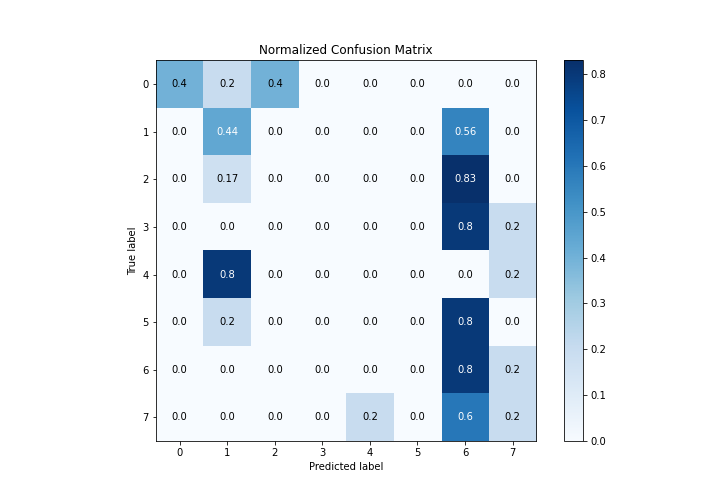 Normalized Confusion Matrix
True label
0 0.4 0.2 0.4 0.0 0.0 0.0 0.0 0.0
1 0.0 0.44 0.0 0.0 0.0 0.0 0.56 0.0
2 0.0 0.17 0.0 0.0 0.0 0.0 0.83 0.0
3 0.0 0.0 0.0 0.0 0.0 0.0 0.8 0.2
4 0.0 0.8 0.0 0.0 0.0 0.0 0.0 0.2
5 0.0 0.2 0.0 0.0 0.0 0.0 0.8 0.0
6 0.0 0.0 0.0 0.0 0.0 0.0 0.8 0.2
7 0.0 0.0 0.0 0.0 0.2 0.0 0.6 0.2
0 1 2 3 4 5 6 7
Predicted label
0.8
0.7
0.6
0.5
0.4
0.3
0.2
0.1
0.0